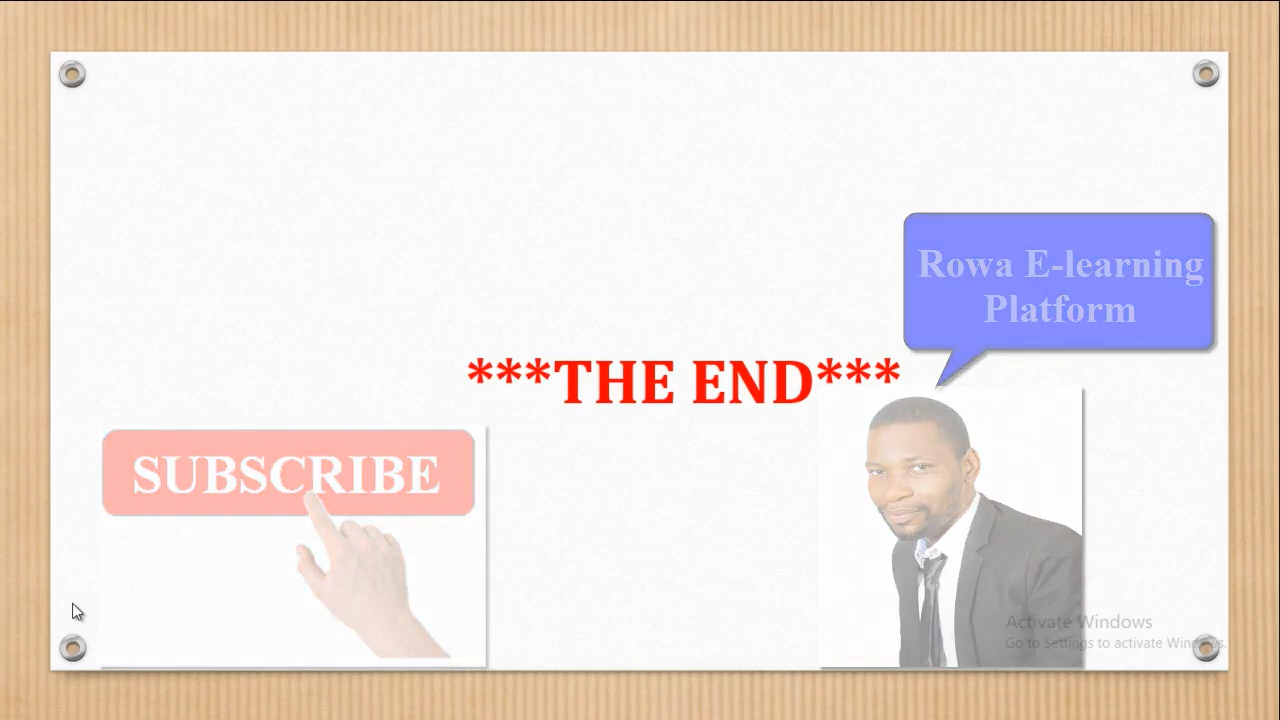 Rowa E-learning
Platform
***THE END***
SUBSCRIBE
Activate Windows
Go to Settings to activate Windows.